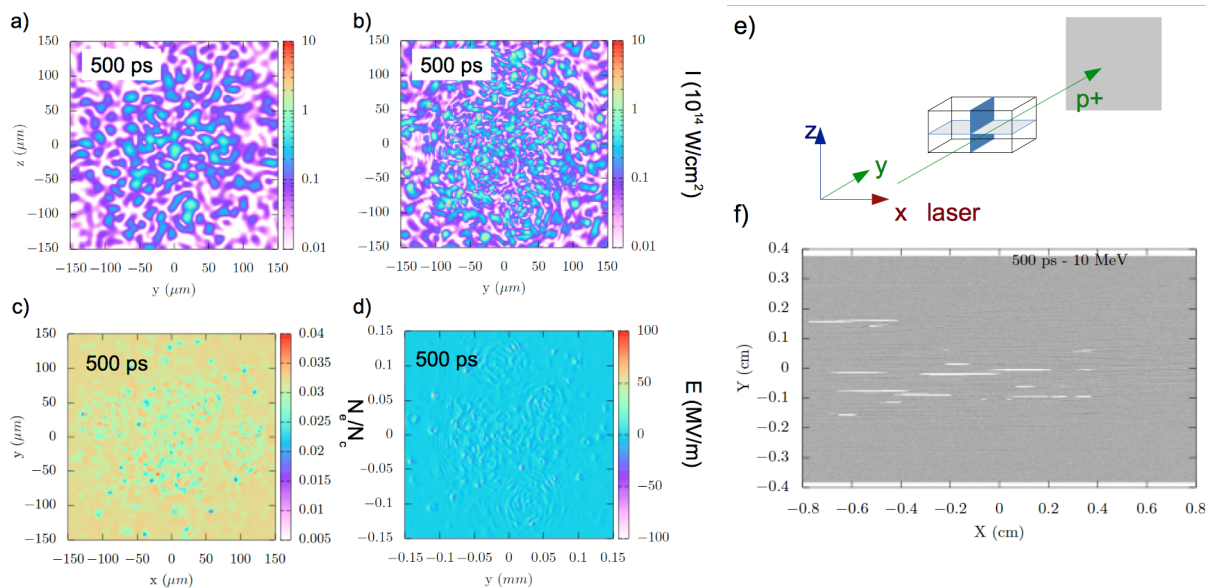 a)
500 ps
150
100
50
0
−50
−100
−150
−150 −100 −50 0 50 100 150
z (μm)
y (μm)
10
1
0.1
0.01
b)
500 ps
150
100
50
0
−50
−100
−150
−150 −100 −50 0 50 100 150
y (μm)
10
1
0.1
0.01
I (10¹⁴ W/cm²)
c)
500 ps
150
100
50
0
−50
−100
−150
−150 −100 −50 0 50 100 150
y (μm)
x (μm)
0.04
0.035
0.03
0.025
0.02
0.015
0.01
0.005
Nₑ/N꜀
d)
500 ps
0.15
0.1
0.05
0
−0.05
−0.1
−0.15
−0.15 −0.1 −0.05 0 0.05 0.1 0.15
y (mm)
100
50
0
−50
−100
E (MV/m)
e)
p+
z
y
x laser
f)
500 ps - 10 MeV
0.4
0.3
0.2
0.1
0
−0.1
−0.2
−0.3
−0.4
−0.8 −0.6 −0.4 −0.2 0 0.2 0.4 0.6 0.8
Y (cm)
X (cm)